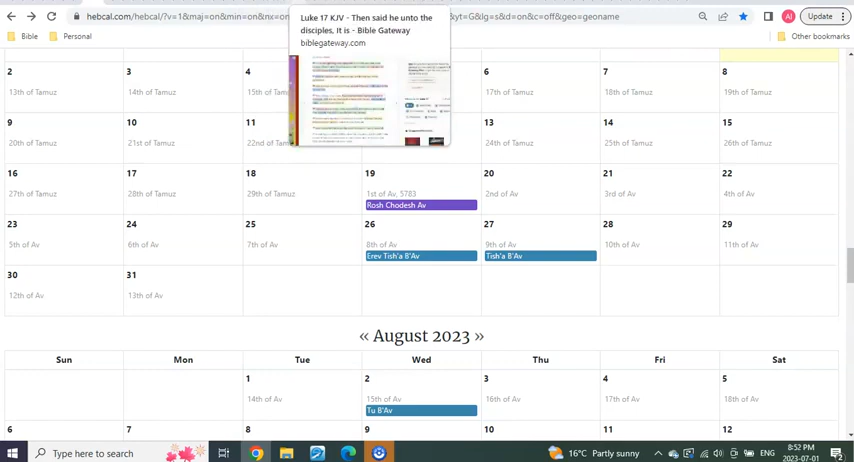 hebcal.com/hebcal/?v=1&maj=on&min=on&nx=on
&yt=G&lg=s&d=on&c=off&geo=geoname
AI
Update
Bible
Personal
Other bookmarks
Luke 17 KJV - Then said he unto the
disciples, It is - Bible Gateway
biblegateway.com
2 3 4 6 7 8
13th of Tamuz 14th of Tamuz 15th of Tam 17th of Tamuz 18th of Tamuz 19th of Tamuz
9 10 11 13 14 15
20th of Tamuz 21st of Tamuz 22nd of Tam 24th of Tamuz 25th of Tamuz 26th of Tamuz
16 17 18 19 20 21 22
27th of Tamuz 28th of Tamuz 29th of Tamuz 1st of Av, 5783 2nd of Av 3rd of Av 4th of Av
Rosh Chodesh Av
23 24 25 26 27 28 29
5th of Av 6th of Av 7th of Av 8th of Av 9th of Av 10th of Av 11th of Av
Erev Tish'a B'Av Tish'a B'Av
30 31
12th of Av 13th of Av
« August 2023 »
Sun Mon Tue Wed Thu Fri Sat
1 2 3 4 5
14th of Av 15th of Av 16th of Av 17th of Av 18th of Av
Tu B'Av
6 7 8 9 10 11 12
Type here to search
16°C Partly sunny
ENG
8:52 PM
2023-07-01
2